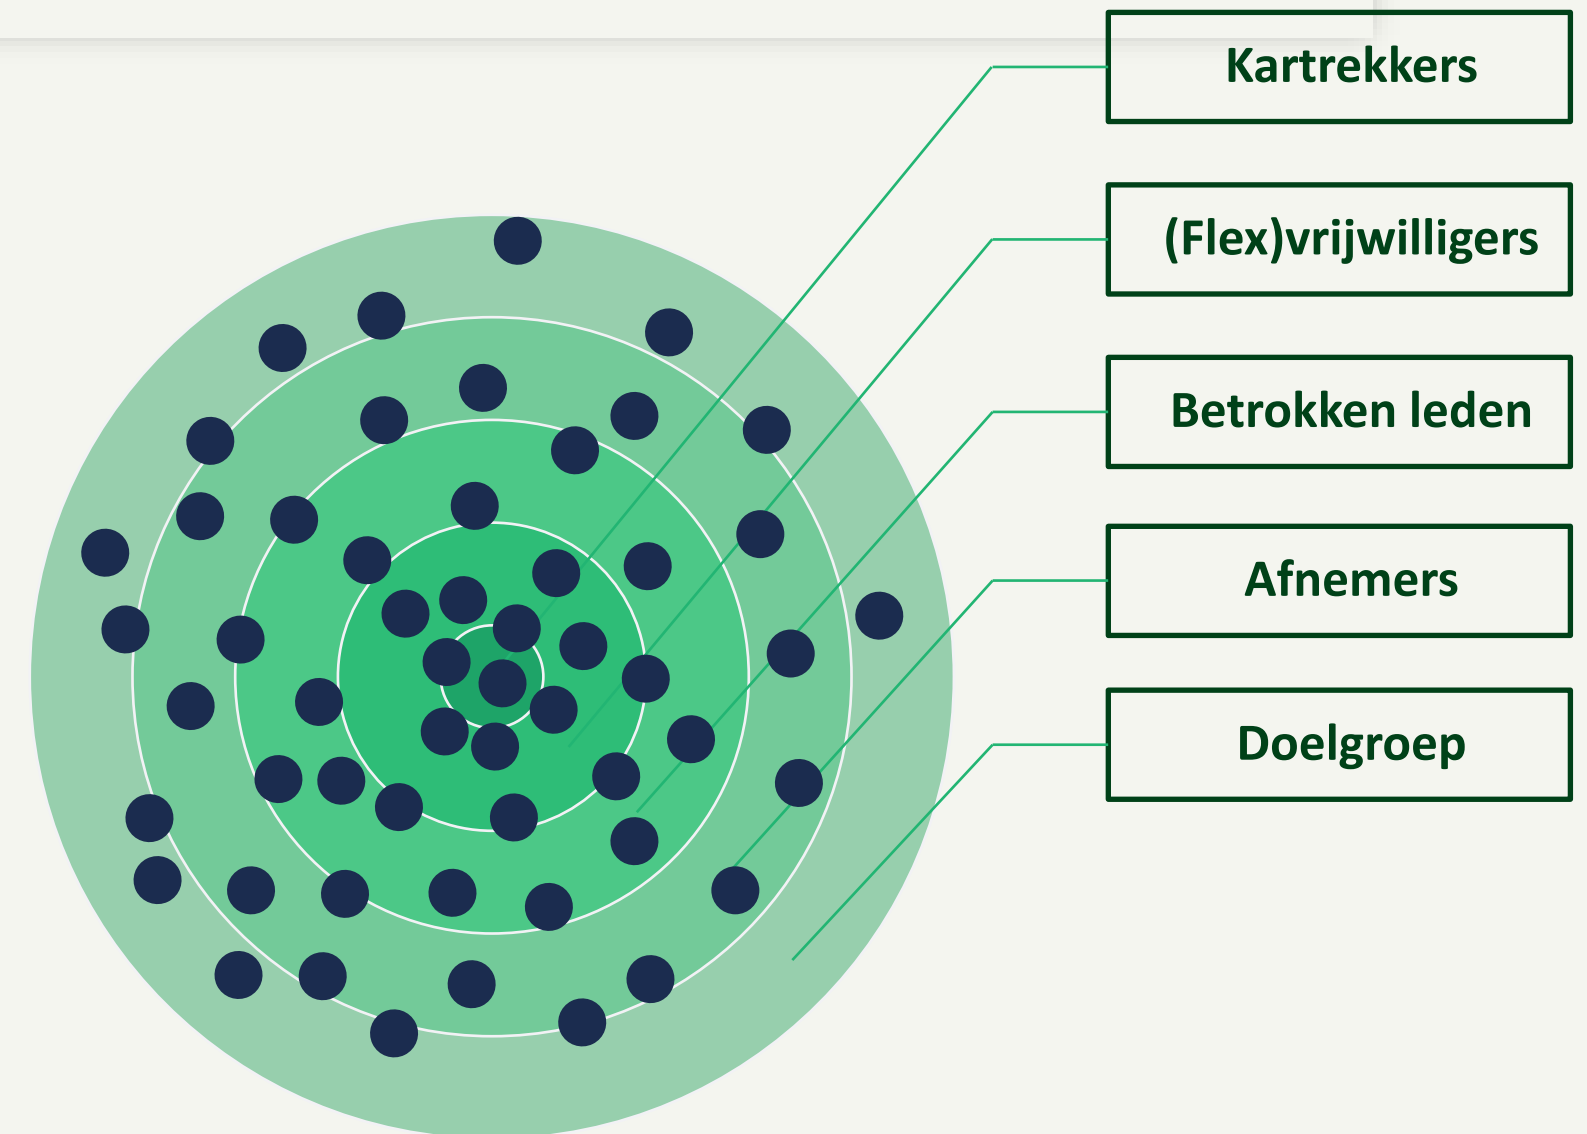 Kartrekkers
(Flex)vrijwilligers
Betrokken leden
Afnemers
Doelgroep